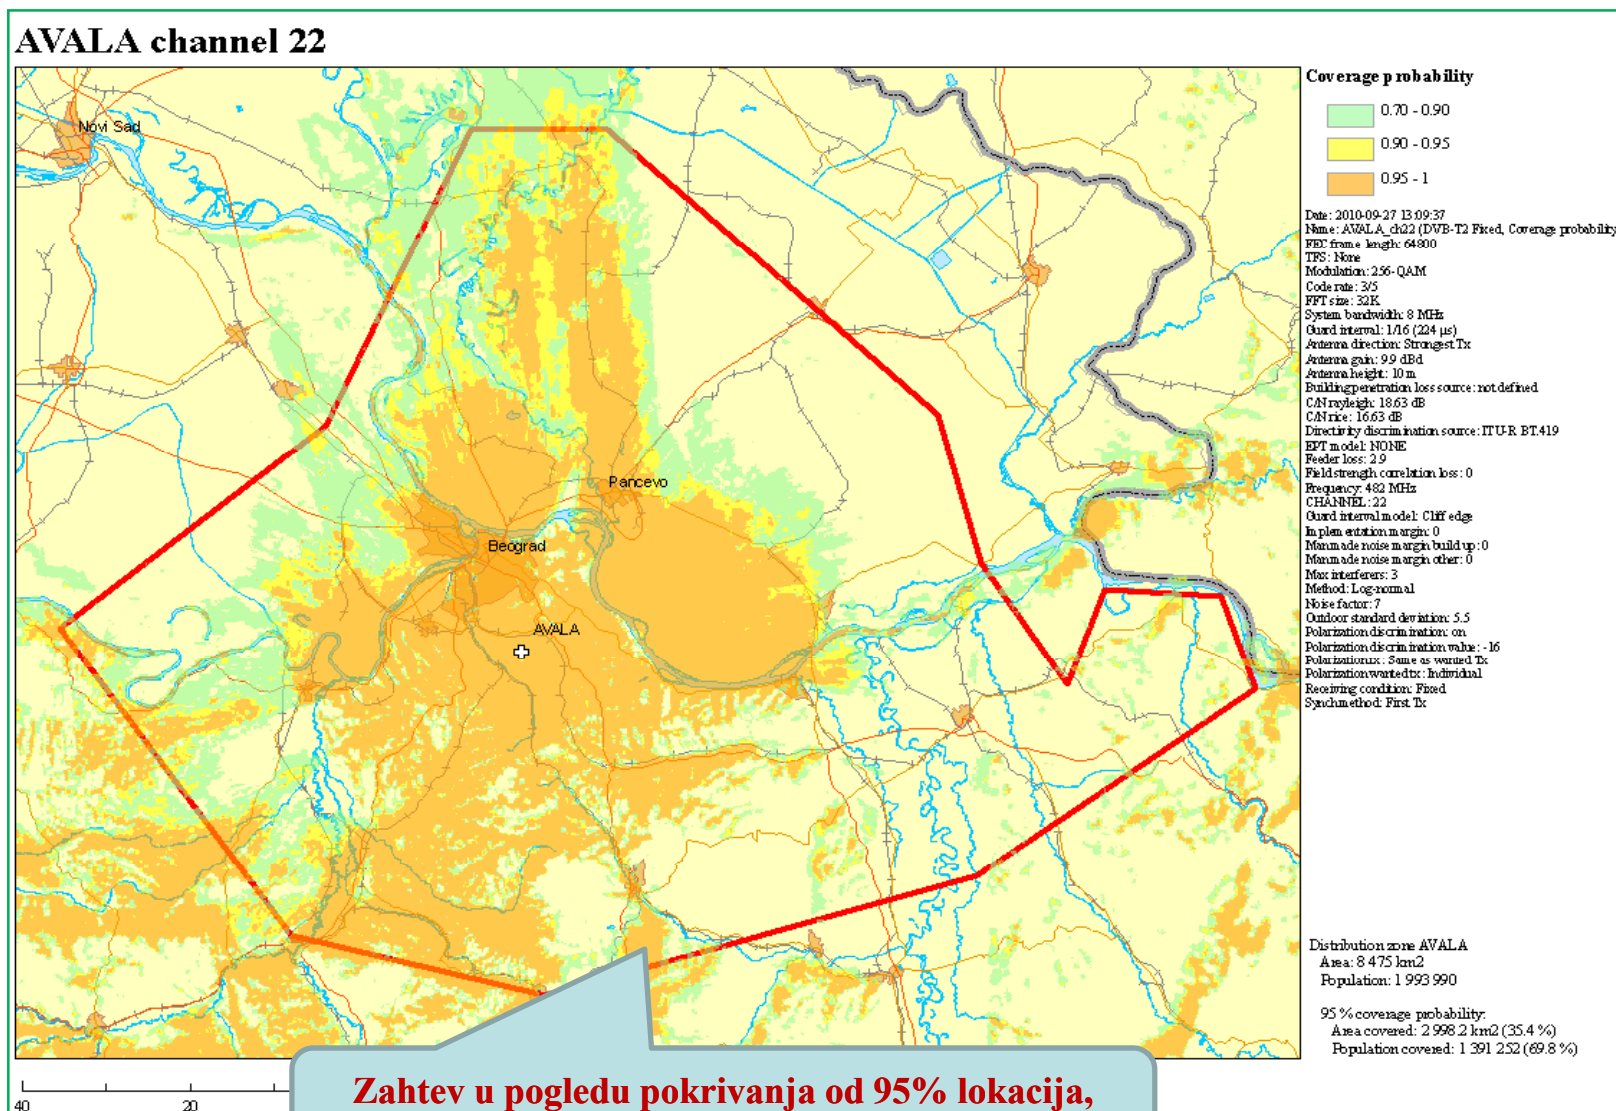 AVALA channel 22
Novi Sad
Pancevo
Beograd
AVALA
Coverage probability
0.70 - 0.90
0.90 - 0.95
0.95 - 1
Date: 2010-09-27 13:09:37
Name: AVALA_ch22 (DVB-T2 Fixed, Coverage probability
FEC frame length: 64800
TFS: None
Modulation: 256-QAM
Code rate: 3/5
FFT size: 32K
System bandwidth: 8 MHz
Guard interval: 1/16 (224 µs)
Antenna direction: Strongest Tx
Antenna gain: 9.9 dBd
Antenna height: 10 m
Building penetration loss source: not defined
C/N rayleigh: 18.63 dB
C/N rice: 16.63 dB
Directivity discrimination source: ITU-R BT.419
EPT model: NONE
Feeder loss: 2.9
Field strength correlation loss: 0
Frequency: 482 MHz
CHANNEL: 22
Guard interval model: Cliff edge
Implementation margin: 0
Manmade noise margin build up: 0
Manmade noise margin other: 0
Max interferers: 3
Method: Log-normal
Noise factor: 7
Outdoor standard deviation: 5.5
Polarization discrimination: on
Polarization discrimination value: -16
Polarization rx: Same as wanted Tx
Polarization wanted tx: Individual
Receiving condition: Fixed
Synch method: First Tx
Distribution zone AVALA
Area: 8 475 km2
Population: 1 993 990
95 % coverage probability:
Area covered: 2 998.2 km2 (35.4 %)
Population covered: 1 391 252 (69.8 %)
Zahtev u pogledu pokrivanja od 95% lokacija,
40
20